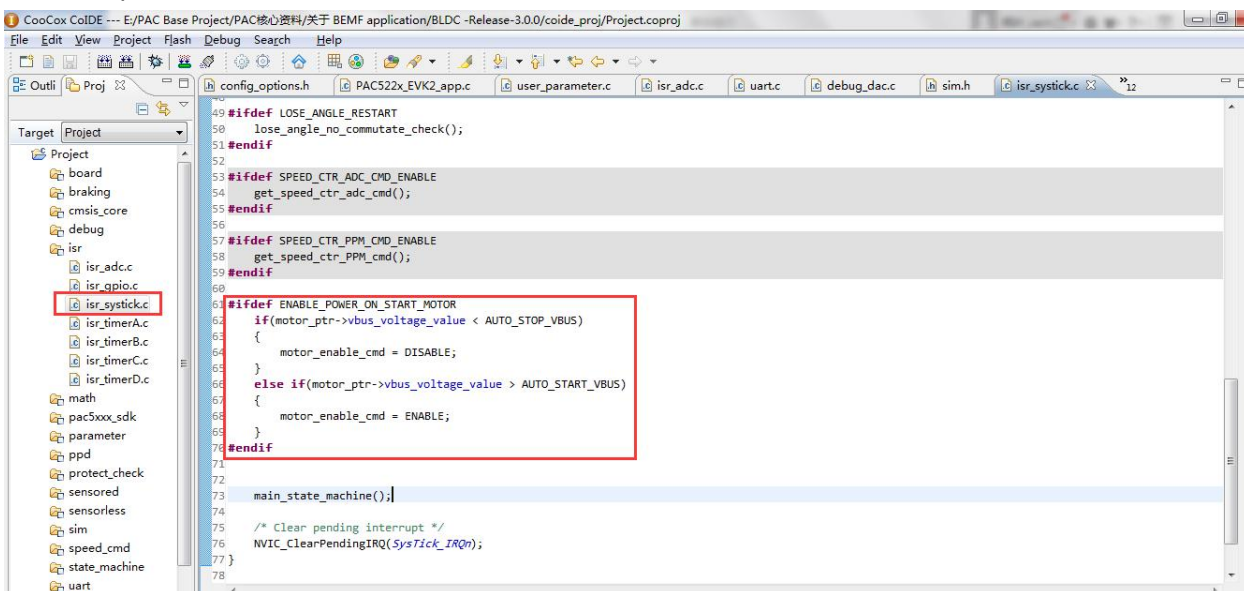 CooCox CoIDE --- E:/PAC Base Project/PAC核心资料/关于 BEMF application/BLDC -Release-3.0.0/coide_proj/Project.coproj
File Edit View Project Flash Debug Search Help
Outli Proj config_options.h PAC522x_EVK2_app.c user_parameter.c isr_adc.c uart.c debug_dac.c sim.h isr_systick.c »12
Target Project
Project
board
braking
cmsis_core
debug
isr
isr_adc.c
isr_gpio.c
isr_systick.c
isr_timerA.c
isr_timerB.c
isr_timerC.c
isr_timerD.c
math
pac5xxx_sdk
parameter
ppd
protect_check
sensored
sensorless
sim
speed_cmd
state_machine
uart
49 #ifdef LOSE_ANGLE_RESTART
50 lose_angle_no_commutate_check();
51 #endif
52
53 #ifdef SPEED_CTR_ADC_CMD_ENABLE
54 get_speed_ctr_adc_cmd();
55 #endif
56
57 #ifdef SPEED_CTR_PPM_CMD_ENABLE
58 get_speed_ctr_PPM_cmd();
59 #endif
60
61 #ifdef ENABLE_POWER_ON_START_MOTOR
62 if(motor_ptr->vbus_voltage_value < AUTO_STOP_VBUS)
63 {
64 motor_enable_cmd = DISABLE;
65 }
66 else if(motor_ptr->vbus_voltage_value > AUTO_START_VBUS)
67 {
68 motor_enable_cmd = ENABLE;
69 }
70 #endif
71
72
73 main_state_machine();
74
75 /* Clear pending interrupt */
76 NVIC_ClearPendingIRQ(SysTick_IRQn);
77 }
78